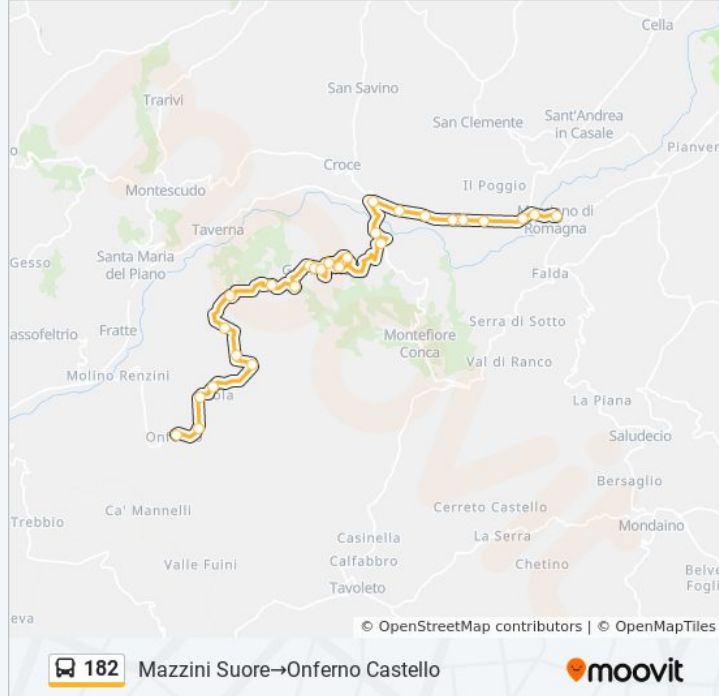 Cella
Trarivi
San Savino
San Clemente
Sant'Andrea
in Casale
o
Pianver
Croce
Montescudo
Il Poggio
no di
Romagna
Taverna
Gesso
Santa Maria
del Piano
Falda
assofeltrio
Fratte
Serra di Sotto
Montefiore
Conca
Val di Ranco
Molino Renzini
La Piana
Saludecio
Bersaglio
Ca' Mannelli
Cerreto Castello
Trebbio
Mondaino
Casinella
La Serra
Calfabbro
Chetino
Valle Fuini
Belve
Fogli
Tavoleto
eva
© OpenStreetMap contributors | © OpenMapTiles
182 Mazzini Suore→Onferno Castello
moovit